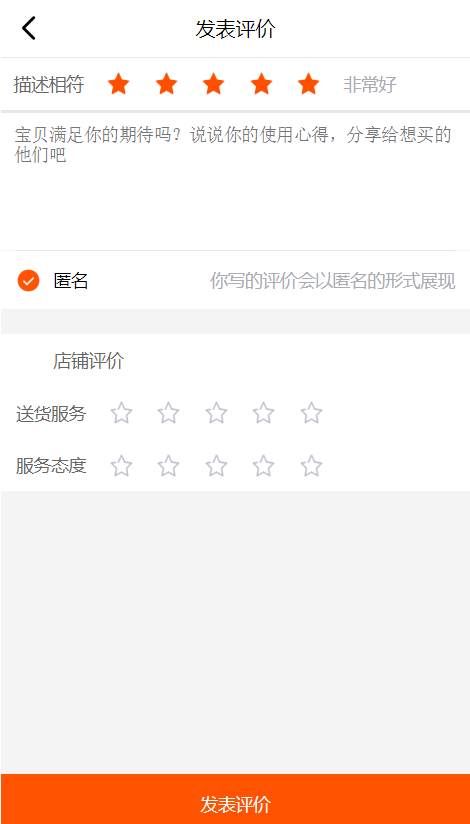 发表评价
描述相符 非常好
宝贝满足你的期待吗？说说你的使用心得，分享给想买的
他们吧
匿名 你写的评价会以匿名的形式展现
店铺评价
送货服务
服务态度
发表评价